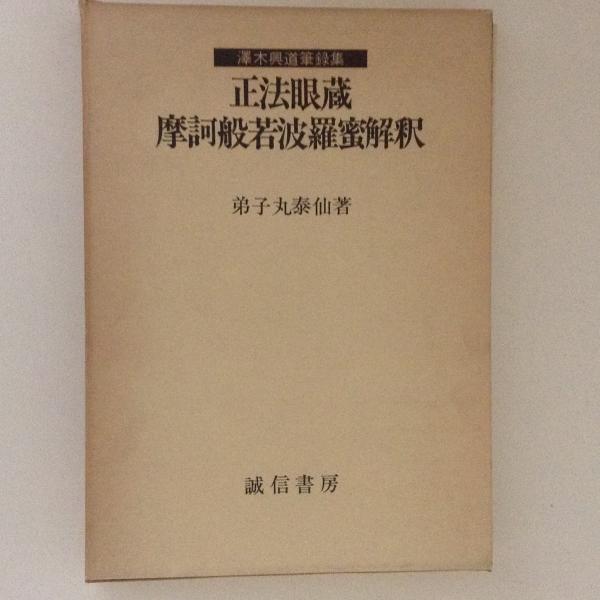 澤木興道筆録集
正法眼蔵
摩訶般若波羅蜜解釈
弟子丸泰仙著
誠信書房